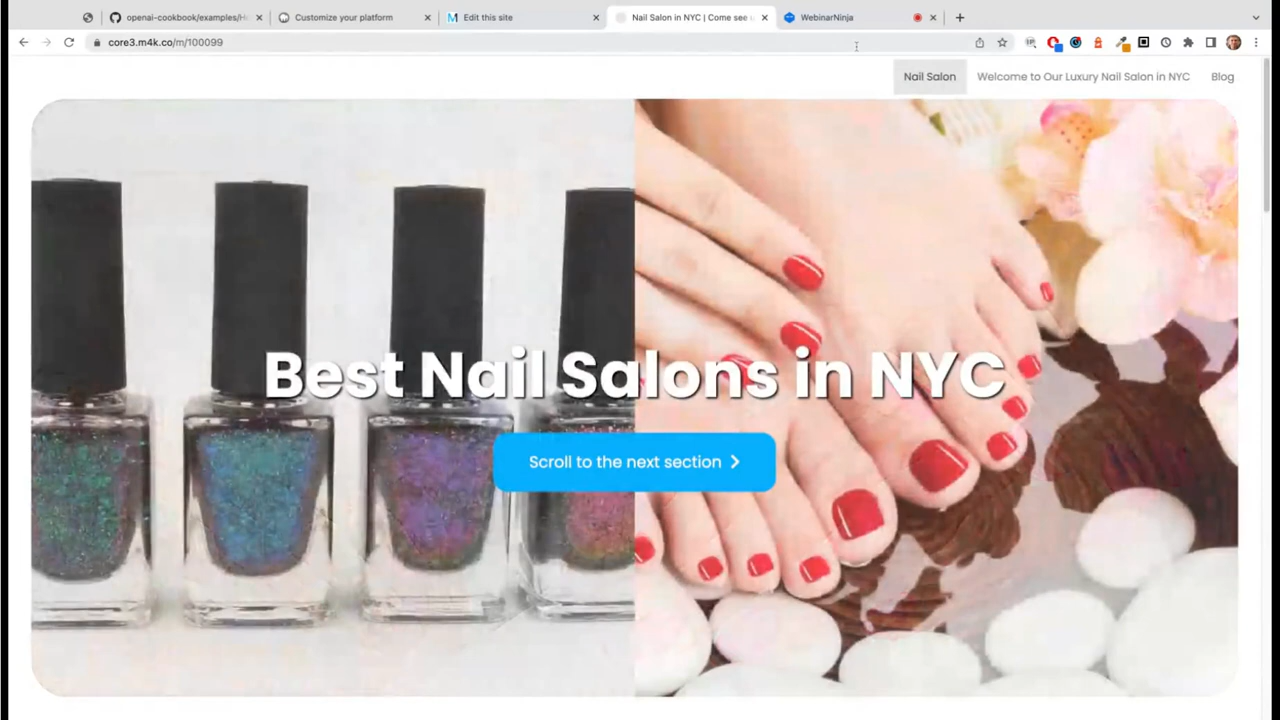 openai-cookbook/examples/H
Customize your platform
Edit this site
Nail Salon in NYC | Come see
WebinarNinja
core3.m4k.co/m/100099
Nail Salon
Welcome to Our Luxury Nail Salon in NYC
Blog
Best Nail Salons in NYC
Scroll to the next section